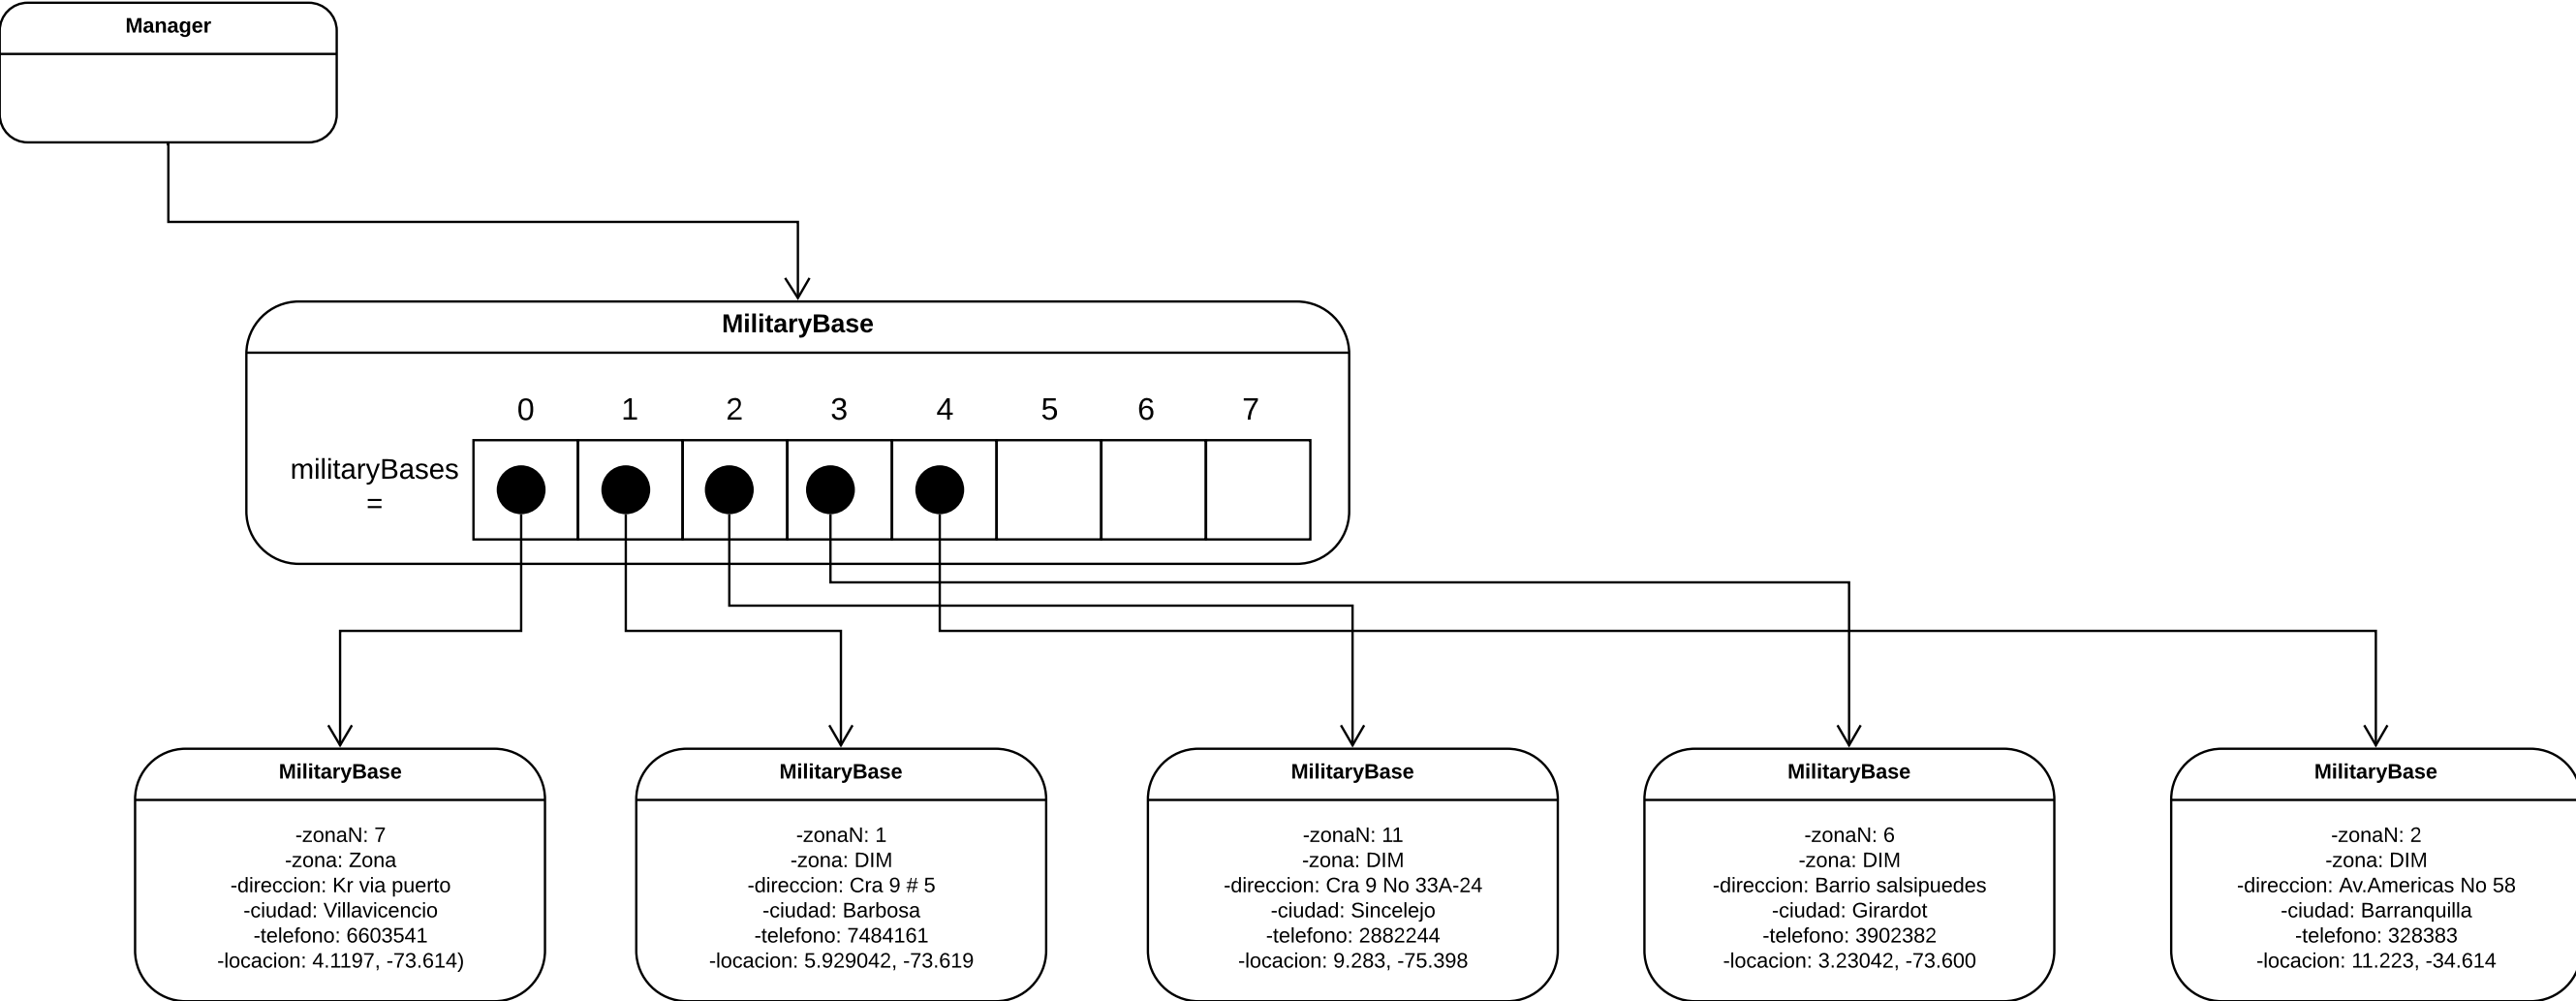 Manager
MilitaryBase
0 1 2 3 4 5 6 7
militaryBases
=
MilitaryBase
-zonaN: 7
-zona: Zona
-direccion: Kr via puerto
-ciudad: Villavicencio
-telefono: 6603541
-locacion: 4.1197, -73.614)
MilitaryBase
-zonaN: 1
-zona: DIM
-direccion: Cra 9 # 5
-ciudad: Barbosa
-telefono: 7484161
-locacion: 5.929042, -73.619
MilitaryBase
-zonaN: 11
-zona: DIM
-direccion: Cra 9 No 33A-24
-ciudad: Sincelejo
-telefono: 2882244
-locacion: 9.283, -75.398
MilitaryBase
-zonaN: 6
-zona: DIM
-direccion: Barrio salsipuedes
-ciudad: Girardot
-telefono: 3902382
-locacion: 3.23042, -73.600
MilitaryBase
-zonaN: 2
-zona: DIM
-direccion: Av.Americas No 58
-ciudad: Barranquilla
-telefono: 328383
-locacion: 11.223, -34.614